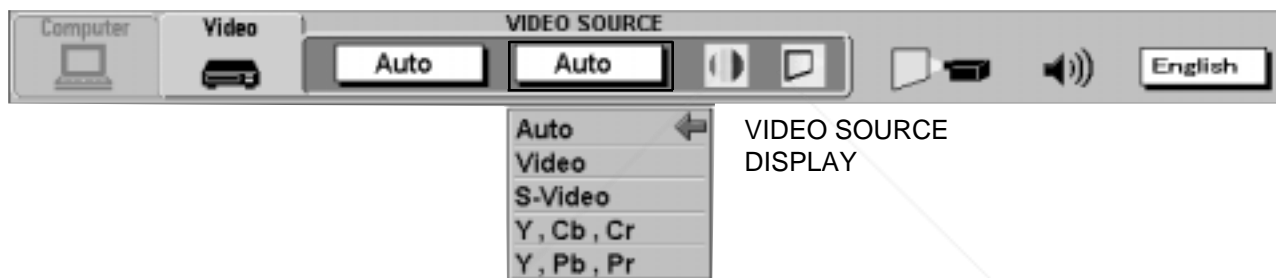 Computer Video VIDEO SOURCE
Auto Auto English
Auto
Video
S-Video
Y , Cb , Cr
Y , Pb , Pr
VIDEO SOURCE
DISPLAY